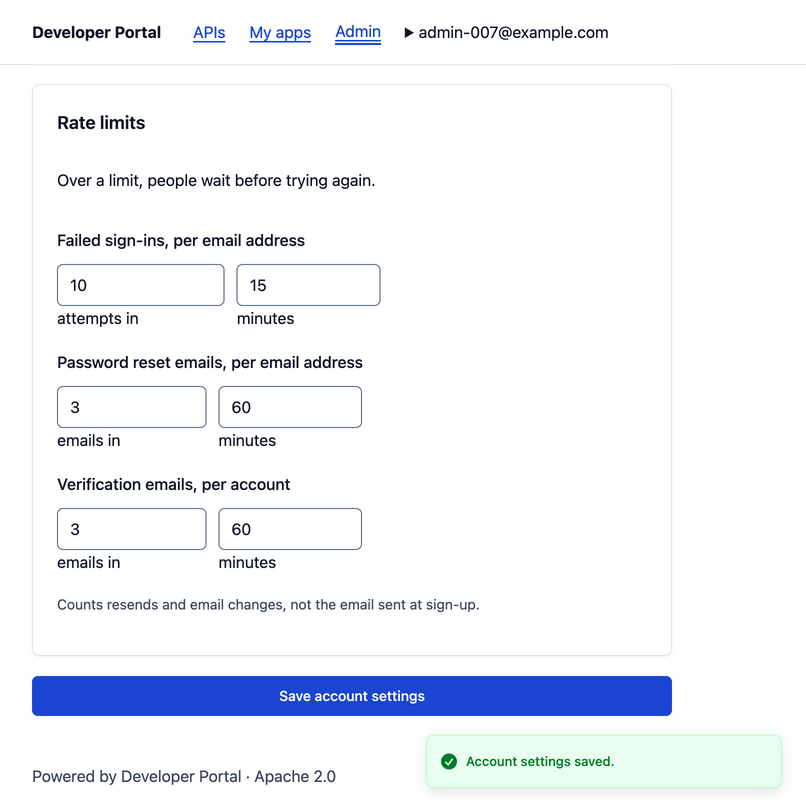 Developer Portal APIs My apps Admin ▶ admin-007@example.com
Rate limits
Over a limit, people wait before trying again.
Failed sign-ins, per email address
10 15
attempts in minutes
Password reset emails, per email address
3 60
emails in minutes
Verification emails, per account
3 60
emails in minutes
Counts resends and email changes, not the email sent at sign-up.
Save account settings
Account settings saved.
Powered by Developer Portal · Apache 2.0